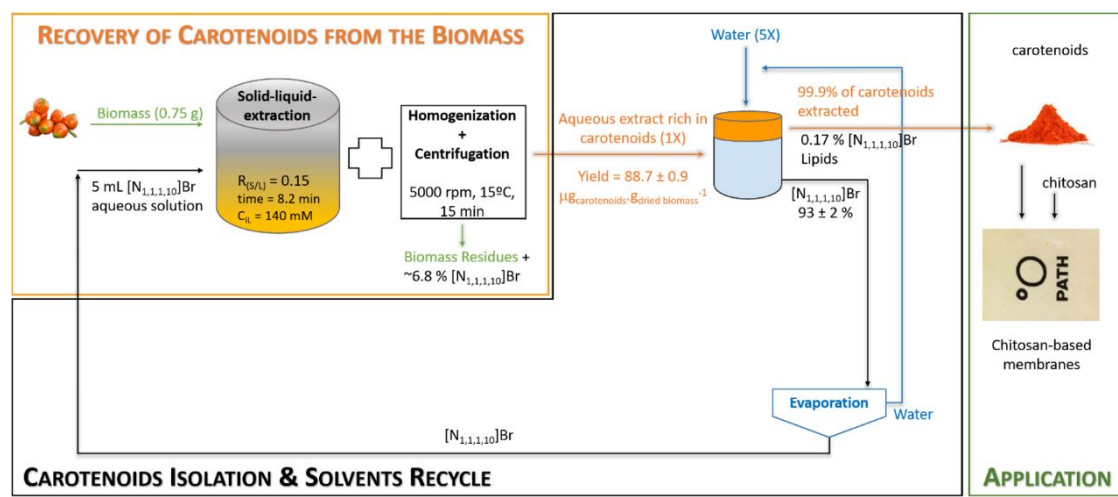 RECOVERY OF CAROTENOIDS FROM THE BIOMASS
Biomass (0.75 g)
5 mL [N1,1,1,10]Br
aqueous solution
Solid-liquid-
extraction
R(S/L) = 0.15
time = 8.2 min
CIL = 140 mM
Homogenization
+
Centrifugation
5000 rpm, 15ºC,
15 min
Biomass Residues +
~6.8 % [N1,1,1,10]Br
Aqueous extract rich in
carotenoids (1X)
Yield = 88.7 ± 0.9
μgcarotenoids.gdried biomass-1
Water (5X)
99.9% of carotenoids
extracted
0.17 % [N1,1,1,10]Br
Lipids
[N1,1,1,10]Br
93 ± 2 %
Evaporation
Water
[N1,1,1,10]Br
CAROTENOIDS ISOLATION & SOLVENTS RECYCLE
carotenoids
chitosan
PATH
Chitosan-based
membranes
APPLICATION